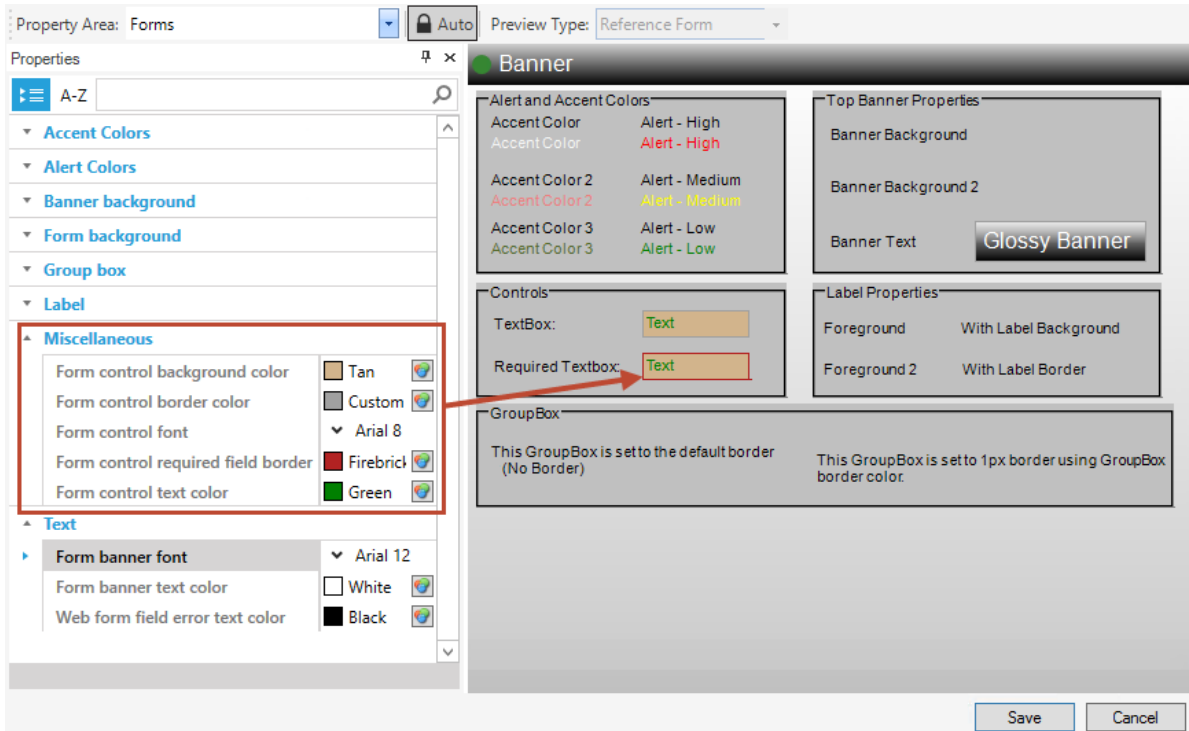 Property Area: Forms Auto Preview Type: Reference Form
Properties
A-Z
Accent Colors
Alert Colors
Banner background
Form background
Group box
Label
Miscellaneous
Form control background color Tan
Form control border color Custom
Form control font Arial 8
Form control required field border Firebrick
Form control text color Green
Text
Form banner font Arial 12
Form banner text color White
Web form field error text color Black
Banner
Alert and Accent Colors
Accent Color Alert - High
Accent Color Alert - High
Accent Color 2 Alert - Medium
Accent Color 2 Alert - Medium
Accent Color 3 Alert - Low
Accent Color 3 Alert - Low
Top Banner Properties
Banner Background
Banner Background 2
Banner Text Glossy Banner
Controls
TextBox: Text
Required Textbox: Text
Label Properties
Foreground With Label Background
Foreground 2 With Label Border
GroupBox
This GroupBox is set to the default border
(No Border)
This GroupBox is set to 1px border using GroupBox
border color.
Save Cancel